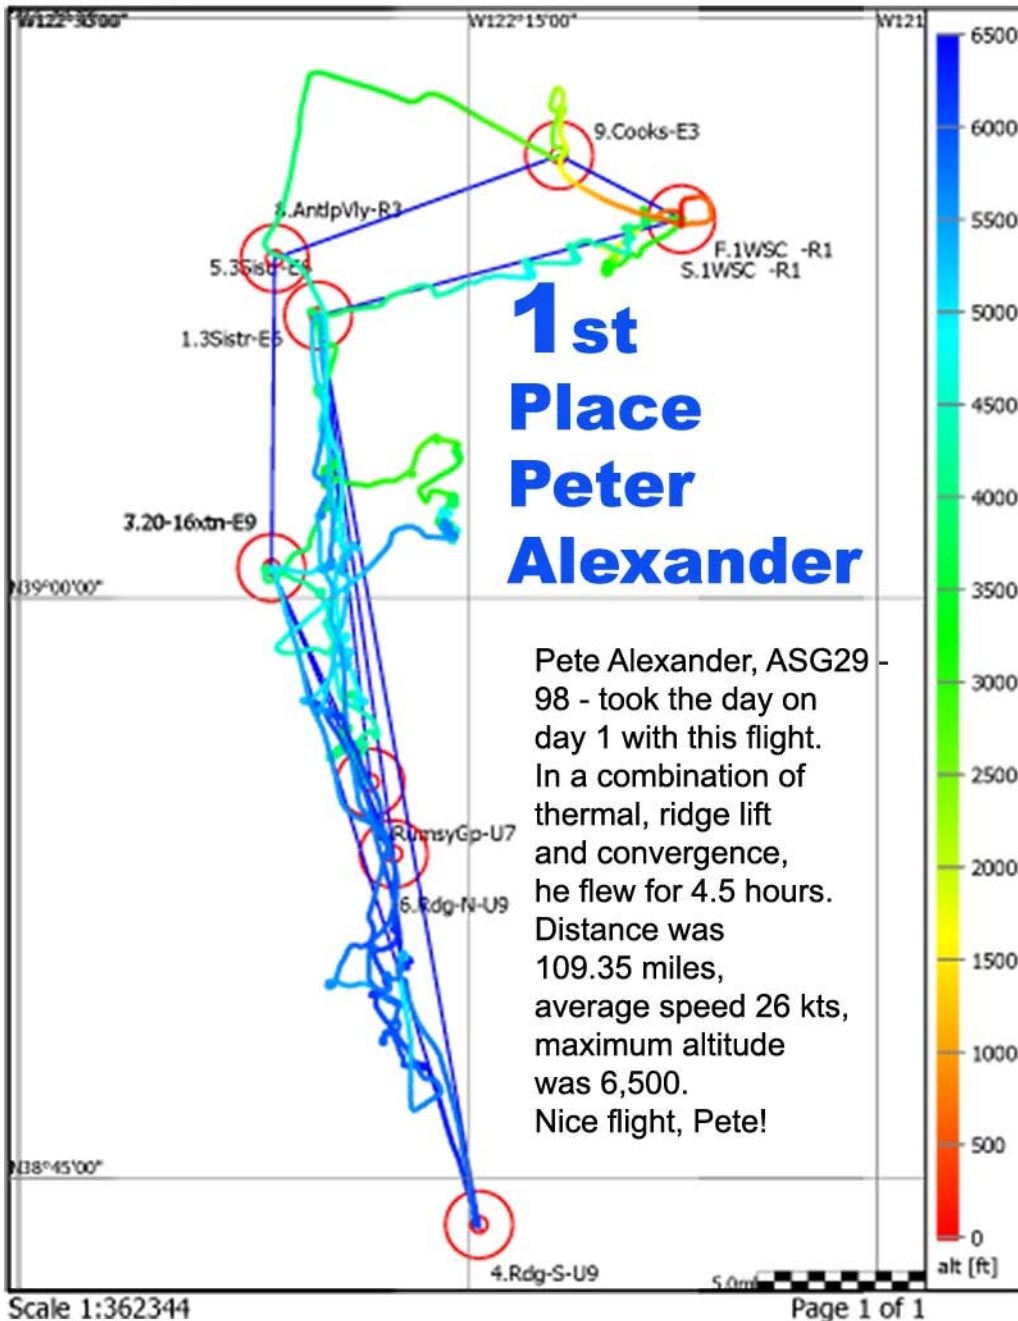 W122°15'00"
W121
6500
6000
5500
5000
4500
4000
3500
3000
2500
2000
1500
1000
500
0
alt [ft]
9.Cooks-E3
8.AntlpVly-R3
F.1WSC -R1
S.1WSC -R1
5.3Sistr-E6
1.3Sistr-E6
1st
Place
Peter
Alexander
3.20-16xtn-E9
N39°00'00"
Pete Alexander, ASG29 -
98 - took the day on
day 1 with this flight.
In a combination of
thermal, ridge lift
and convergence,
he flew for 4.5 hours.
Distance was
109.35 miles,
average speed 26 kts,
maximum altitude
was 6,500.
Nice flight, Pete!
RumsyGp-U7
6.Rdg-N-U9
N38°45'00"
4.Rdg-S-U9
5.0m
Scale 1:362344
Page 1 of 1